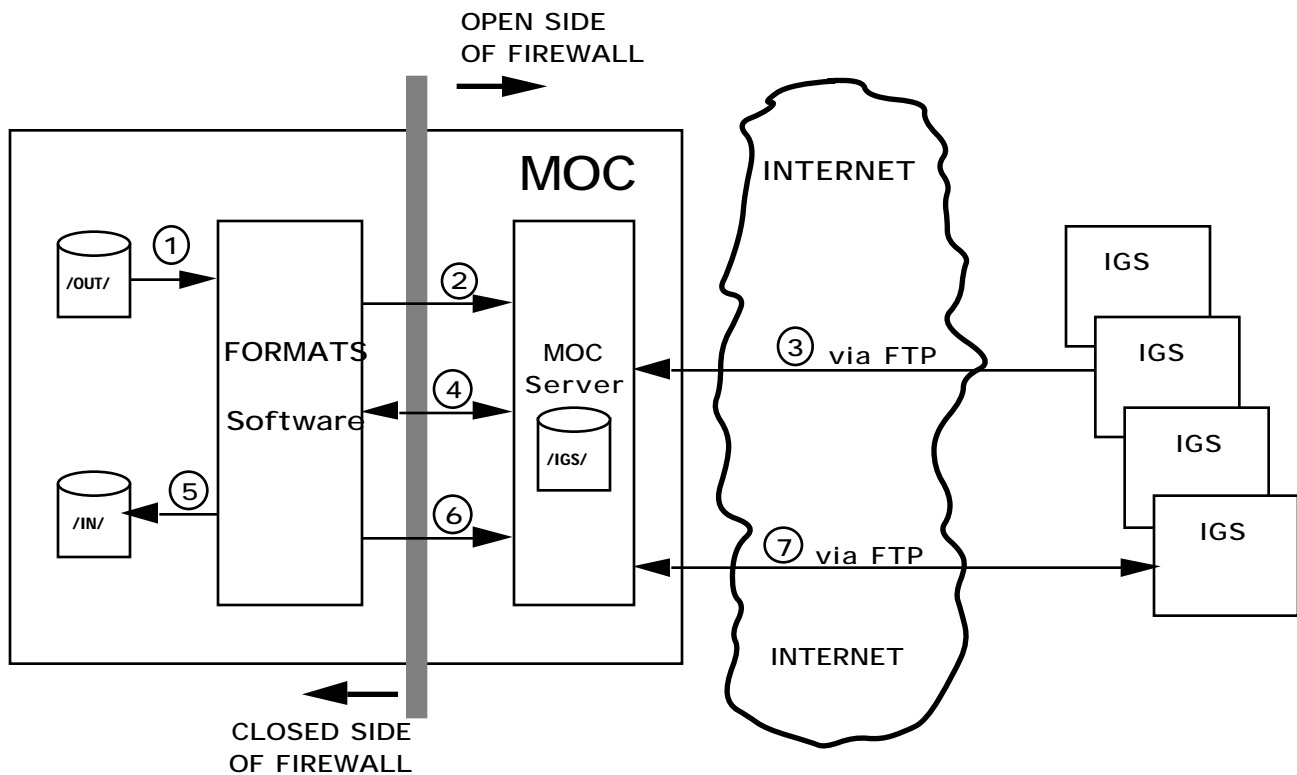 OPEN SIDE
OF FIREWALL
MOC
INTERNET
1
/OUT/
2
IGS
FORMATS
Software
MOC
Server
/IGS/
3 via FTP
IGS
4
IGS
5
/IN/
6
IGS
7 via FTP
INTERNET
CLOSED SIDE
OF FIREWALL